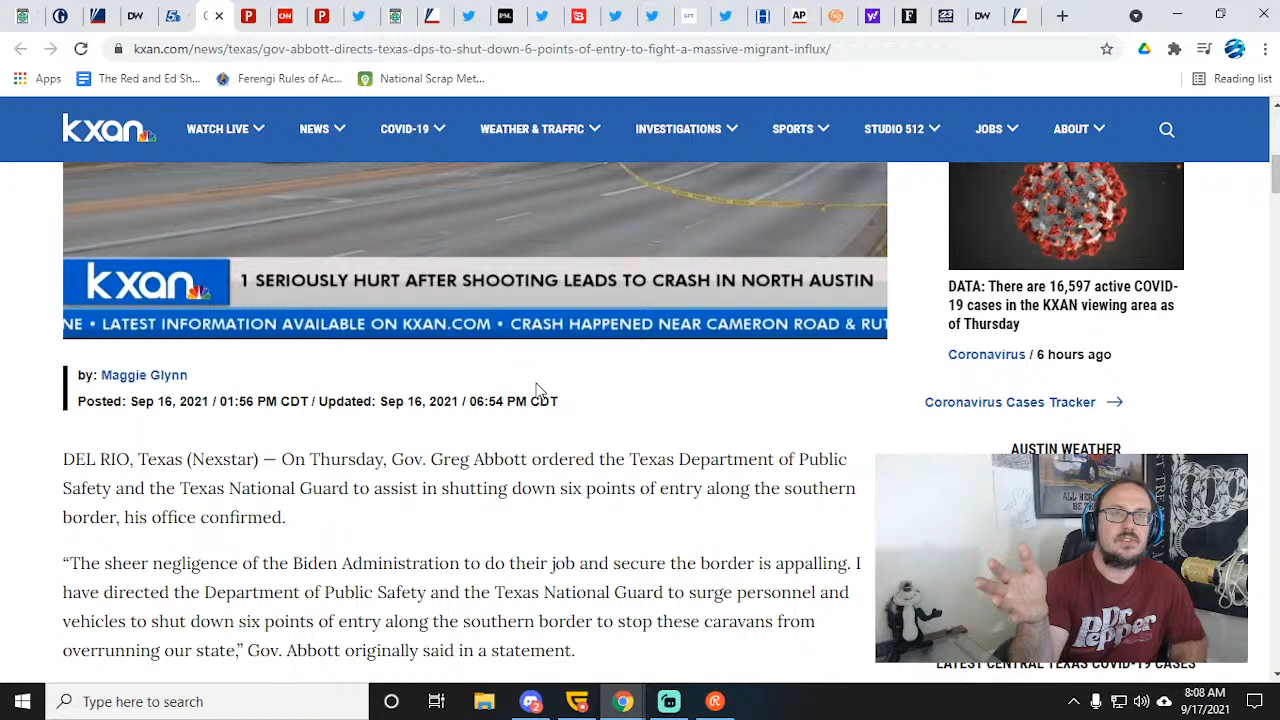 kxan.com/news/texas/gov-abbott-directs-texas-dps-to-shut-down-6-points-of-entry-to-fight-a-massive-migrant-influx/
Apps
The Red and Ed Sh...
Ferengi Rules of Ac...
National Scrap Met...
Reading list
kxan
WATCH LIVE
NEWS
COVID-19
WEATHER & TRAFFIC
INVESTIGATIONS
SPORTS
STUDIO 512
JOBS
ABOUT
kxan
1 SERIOUSLY HURT AFTER SHOOTING LEADS TO CRASH IN NORTH AUSTIN
NE • LATEST INFORMATION AVAILABLE ON KXAN.COM • CRASH HAPPENED NEAR CAMERON ROAD & RUT
by: Maggie Glynn
Posted: Sep 16, 2021 / 01:56 PM CDT / Updated: Sep 16, 2021 / 06:54 PM CDT
DEL RIO, Texas (Nexstar) — On Thursday, Gov. Greg Abbott ordered the Texas Department of Public
Safety and the Texas National Guard to assist in shutting down six points of entry along the southern
border, his office confirmed.
“The sheer negligence of the Biden Administration to do their job and secure the border is appalling. I
have directed the Department of Public Safety and the Texas National Guard to surge personnel and
vehicles to shut down six points of entry along the southern border to stop these caravans from
overrunning our state,” Gov. Abbott originally said in a statement.
DATA: There are 16,597 active COVID-
19 cases in the KXAN viewing area as
of Thursday
Coronavirus / 6 hours ago
Coronavirus Cases Tracker
AUSTIN WEATHER
Dr
Pepper
LATEST CENTRAL TEXAS COVID-19 CASES
Type here to search
8:08 AM
9/17/2021